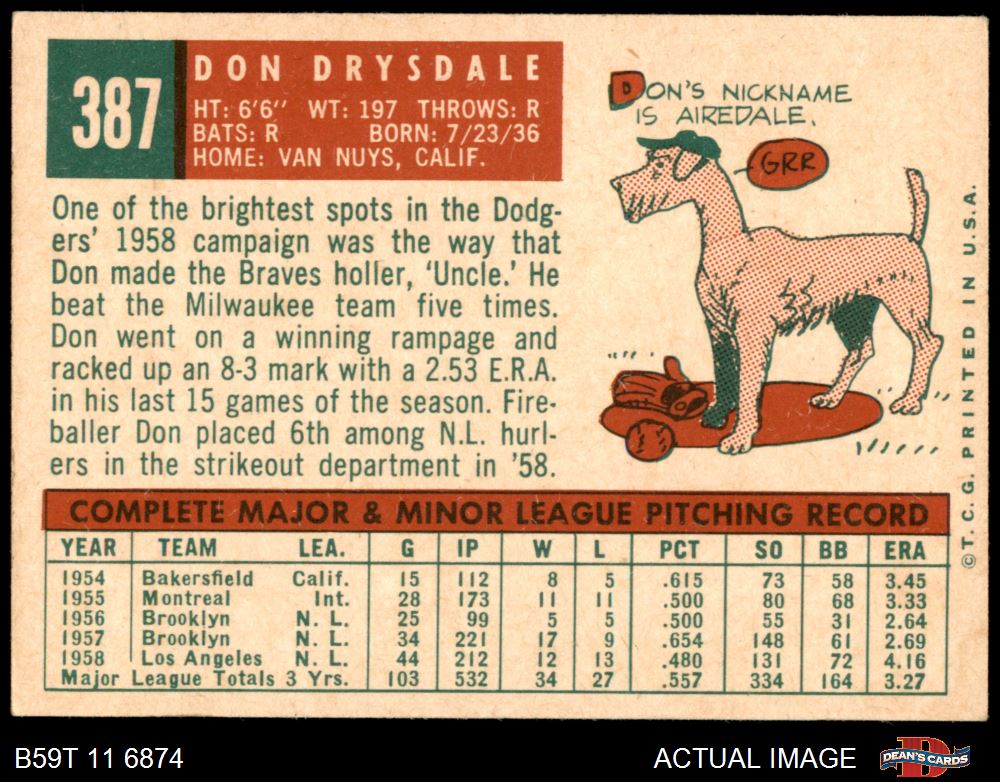 387
DON DRYSDALE
HT: 6'6" WT: 197 THROWS: R
BATS: R BORN: 7/23/36
HOME: VAN NUYS, CALIF.
DON'S NICKNAME
IS AIREDALE.
GRR
One of the brightest spots in the Dodg-
ers' 1958 campaign was the way that
Don made the Braves holler, 'Uncle.' He
beat the Milwaukee team five times.
Don went on a winning rampage and
racked up an 8-3 mark with a 2.53 E.R.A.
in his last 15 games of the season. Fire-
baller Don placed 6th among N.L. hurl-
ers in the strikeout department in '58.
©T. C. G. PRINTED IN U.S.A.
COMPLETE MAJOR & MINOR LEAGUE PITCHING RECORD
YEAR TEAM LEA. G IP W L PCT SO BB ERA
1954 Bakersfield Calif. 15 112 8 5 .615 73 58 3.45
1955 Montreal Int. 28 173 11 11 .500 80 68 3.33
1956 Brooklyn N. L. 25 99 5 5 .500 55 31 2.64
1957 Brooklyn N. L. 34 221 17 9 .654 148 61 2.69
1958 Los Angeles N. L. 44 212 12 13 .480 131 72 4.16
Major League Totals 3 Yrs. 103 532 34 27 .557 334 164 3.27
B59T 11 6874
ACTUAL IMAGE
DEAN'S CARDS